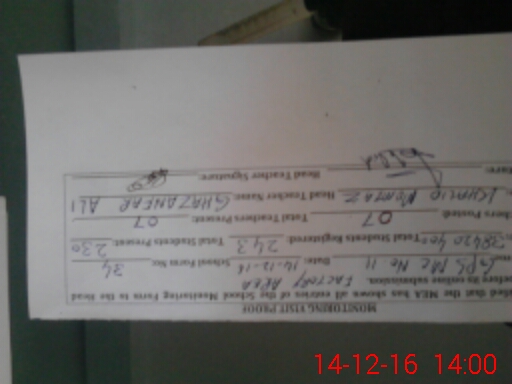 MONITORING VISIT PROOF
that the MEA has shown all entries of the School Monitoring Form to the Head
before its online submission.
GPS MC No. 11 FACTORY AREA Date: 14-12-16 School Form No: 34
Total Students Registered: 243 Total Students Present: 230
Posted: 07 Total Teachers Present: 07
KHALID MUMTAZ Head Teacher Name: GHAZANFAR ALI
Head Teacher Signature:
14-12-16 14:00